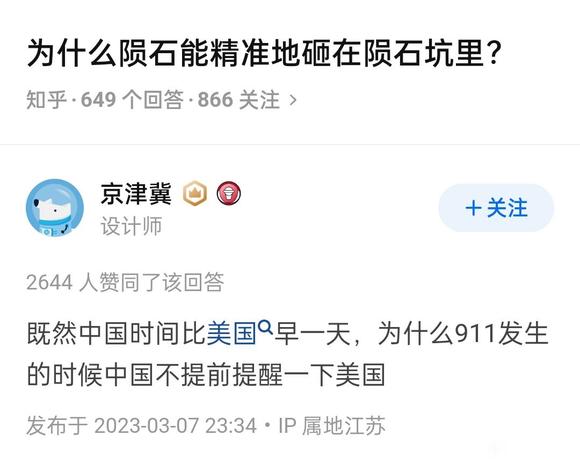 为什么陨石能精准地砸在陨石坑里？
知乎·649 个回答·866 关注 >
京津冀
设计师
+关注
2644 人赞同了该回答
既然中国时间比美国早一天，为什么911发生
的时候中国不提前提醒一下美国
发布于 2023-03-07 23:34·IP 属地江苏